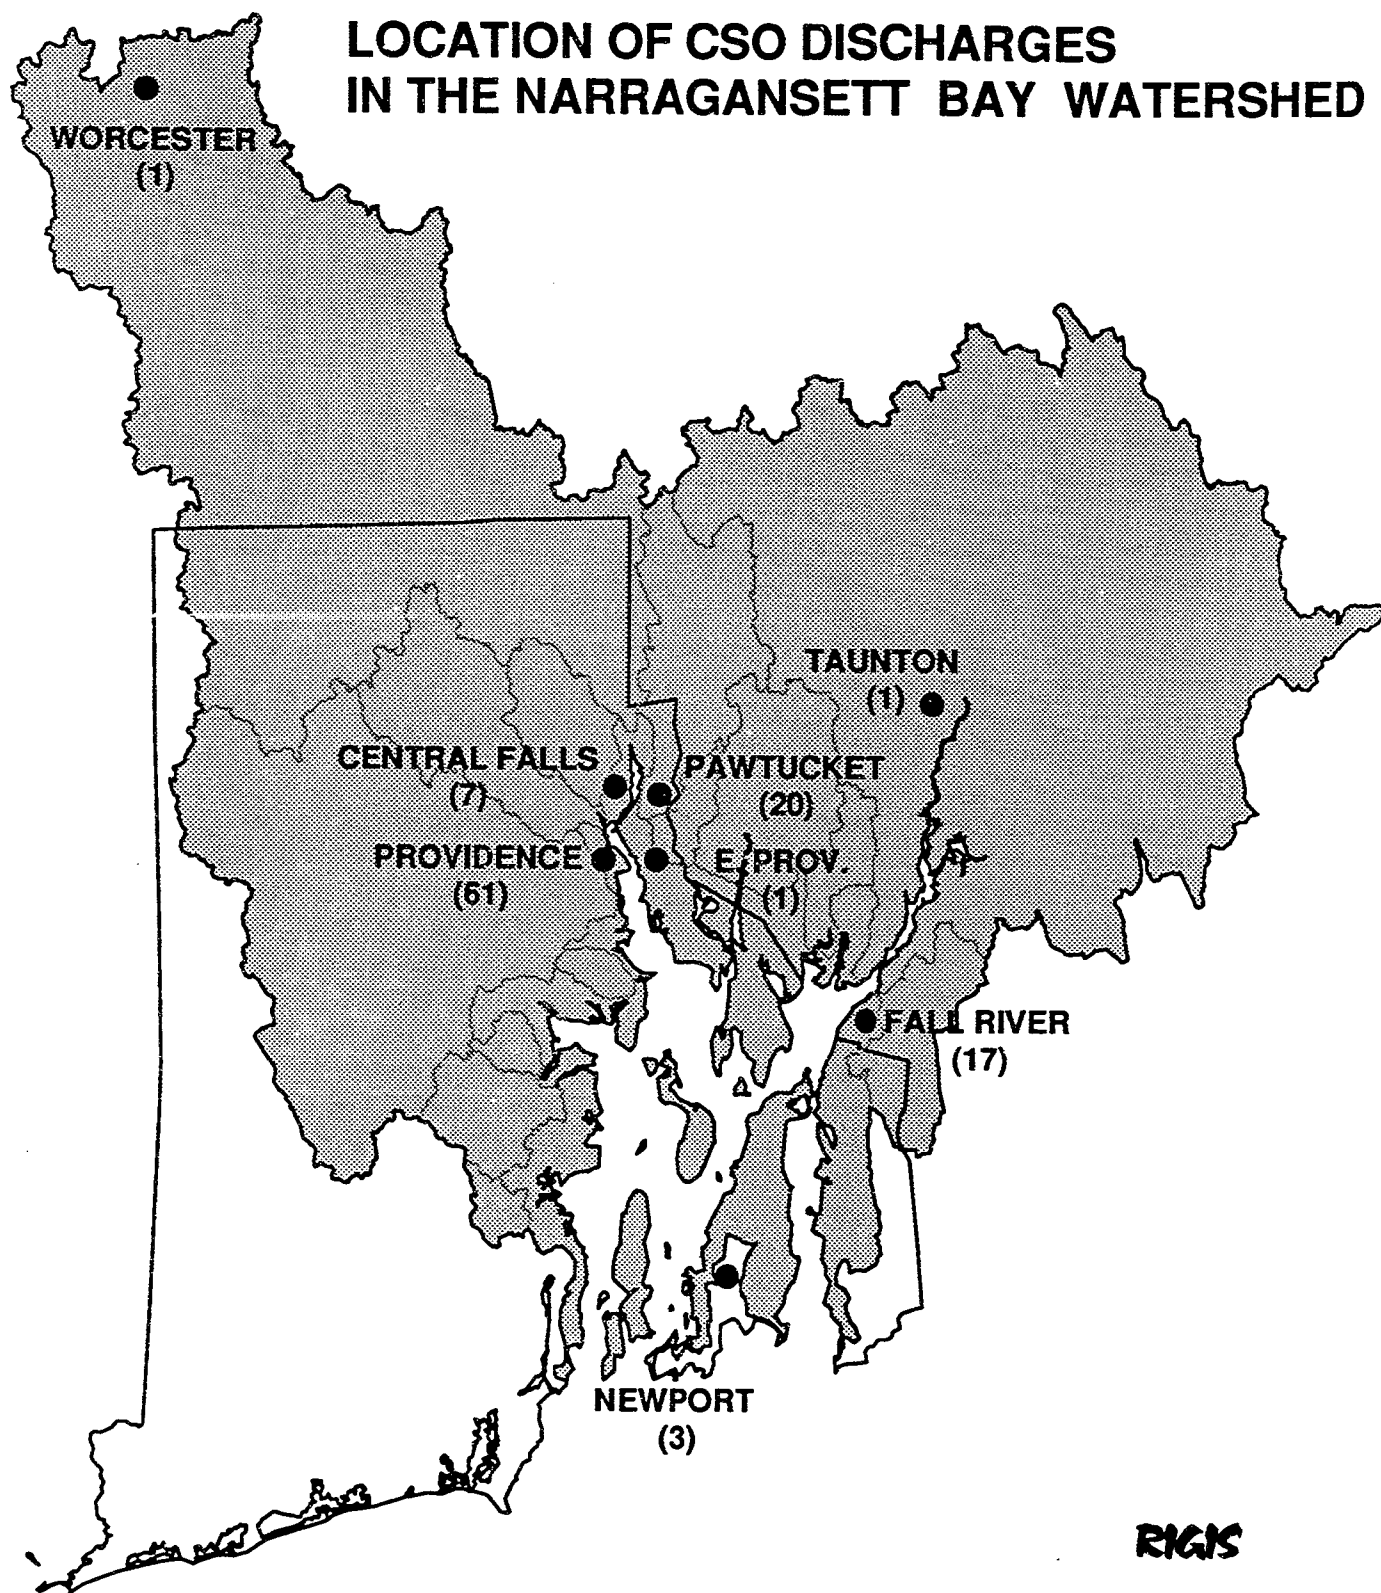 LOCATION OF CSO DISCHARGES
IN THE NARRAGANSETT BAY WATERSHED
WORCESTER
(1)
TAUNTON
(1)
CENTRAL FALLS
(7)
PAWTUCKET
(20)
PROVIDENCE
(61)
E. PROV.
(1)
FALL RIVER
(17)
NEWPORT
(3)
RIGIS